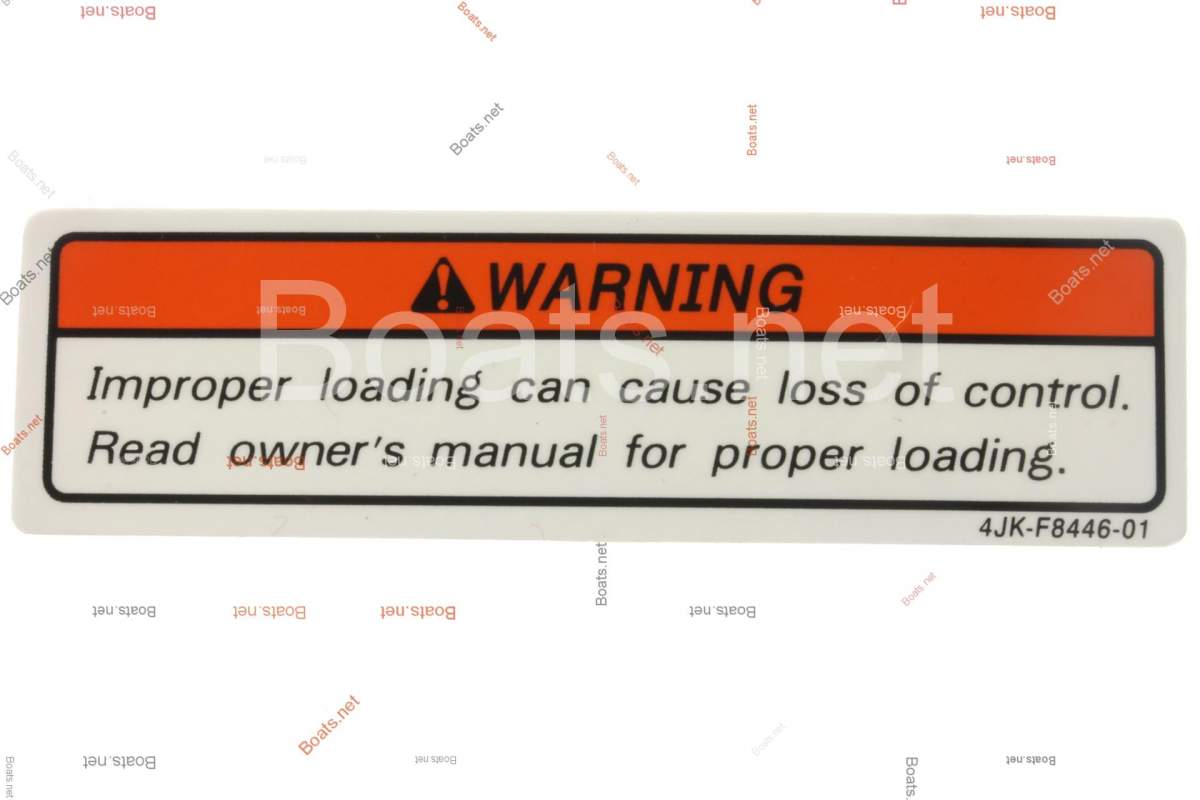 WARNING
Improper loading can cause loss of control.
Read owner's manual for proper loading.
4JK-F8446-01
Boats.net